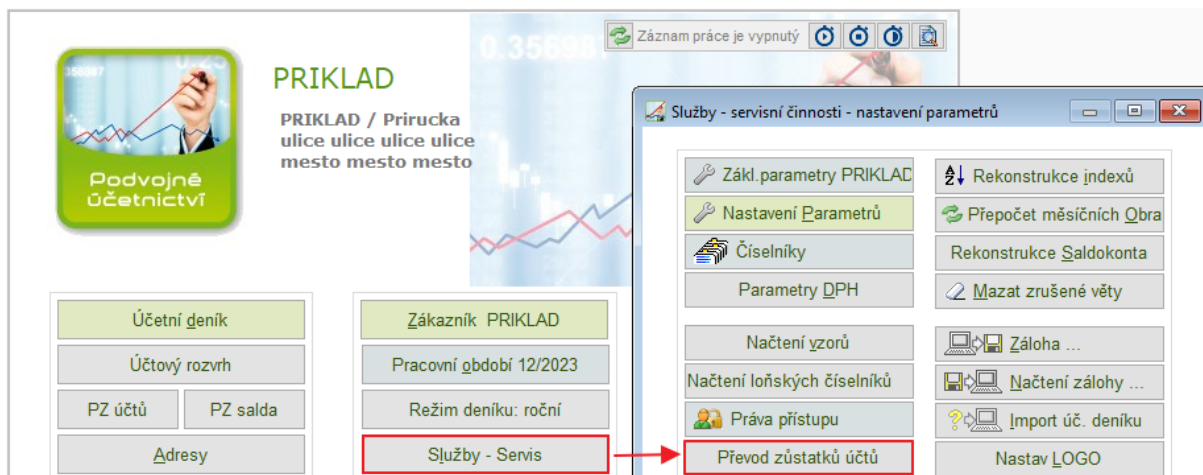 0.356987
Záznam práce je vypnutý
356987
PRIKLAD
PRIKLAD / Prirucka
ulice ulice ulice ulice
mesto mesto mesto
Podvojné
účetnictví
Účetní deník
Účtový rozvrh
PZ účtů
PZ salda
Adresy
Zákazník PRIKLAD
Pracovní období 12/2023
Režim deníku: roční
Služby - Servis
Služby - servisní činnosti - nastavení parametrů
Zákl.parametry PRIKLAD
Nastavení Parametrů
Číselníky
Parametry DPH
Načtení vzorů
Načtení loňských číselníků
Práva přístupu
Převod zůstatků účtů
Rekonstrukce indexů
Přepočet měsíčních Obra
Rekonstrukce Saldokonta
Mazat zrušené věty
Záloha ...
Načtení zálohy ...
Import úč. deníku
Nastav LOGO